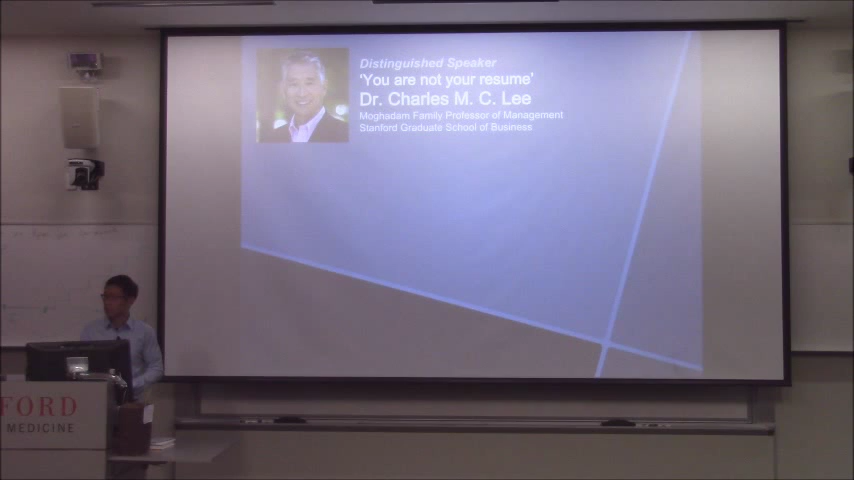 Distinguished Speaker
‘You are not your resume’
Dr. Charles M. C. Lee
Moghadam Family Professor of Management
Stanford Graduate School of Business
FORD
MEDICINE